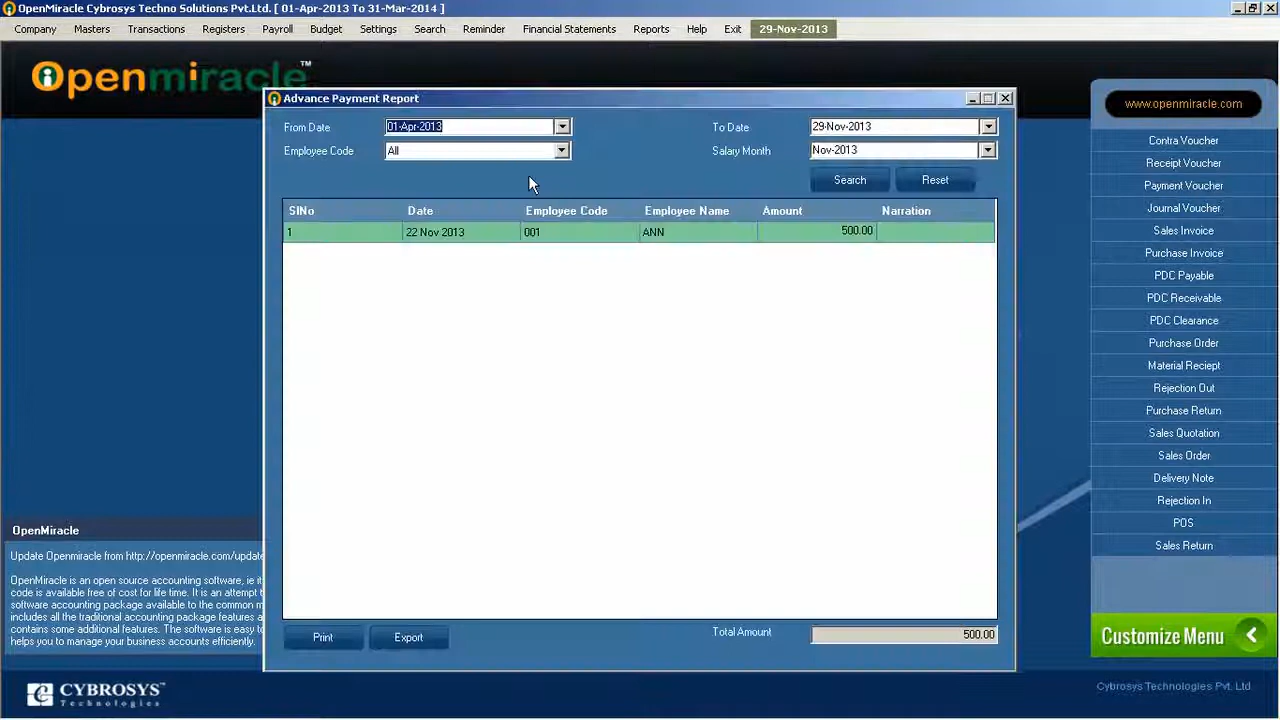 OpenMiracle Cybrosys Techno Solutions Pvt.Ltd. [ 01-Apr-2013 To 31-Mar-2014 ]
Company Masters Transactions Registers Payroll Budget Settings Search Reminder Financial Statements Reports Help Exit 29-Nov-2013
Openmiracle™
Advance Payment Report
From Date 01-Apr-2013 To Date 29-Nov-2013
Employee Code All Salary Month Nov-2013
Search Reset
SlNo Date Employee Code Employee Name Amount Narration
1 22 Nov 2013 001 ANN 500.00
Print Export Total Amount 500.00
www.openmiracle.com
Contra Voucher
Receipt Voucher
Payment Voucher
Journal Voucher
Sales Invoice
Purchase Invoice
PDC Payable
PDC Receivable
PDC Clearance
Purchase Order
Material Reciept
Rejection Out
Purchase Return
Sales Quotation
Sales Order
Delivery Note
Rejection In
POS
Sales Return
Customize Menu
OpenMiracle
Update Openmiracle from http://openmiracle.com/update
OpenMiracle is an open source accounting software, ie it
code is available free of cost for life time. It is an attempt t
software accounting package available to the common m
includes all the traditional accounting package features a
contains some additional features. The software is easy to
helps you to manage your business accounts efficiently.
CYBROSYS™
Technologies
Cybrosys Technologies Pvt. Ltd